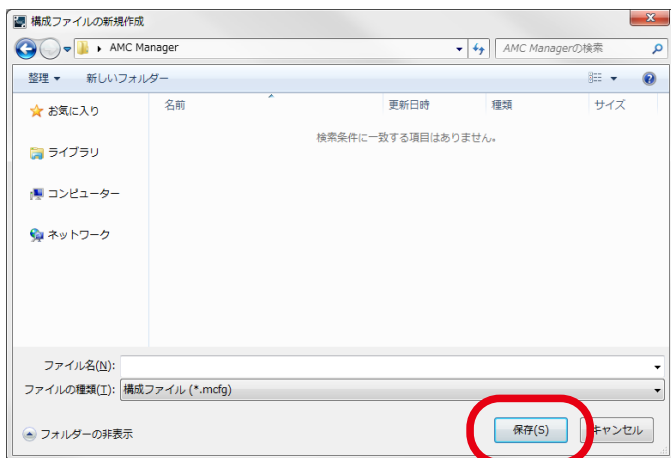 構成ファイルの新規作成
AMC Manager
AMC Managerの検索
整理 新しいフォルダー
名前 更新日時 種類 サイズ
お気に入り
検索条件に一致する項目はありません。
ライブラリ
コンピューター
ネットワーク
ファイル名(N):
ファイルの種類(T): 構成ファイル (*.mcfg)
フォルダーの非表示 保存(S) キャンセル